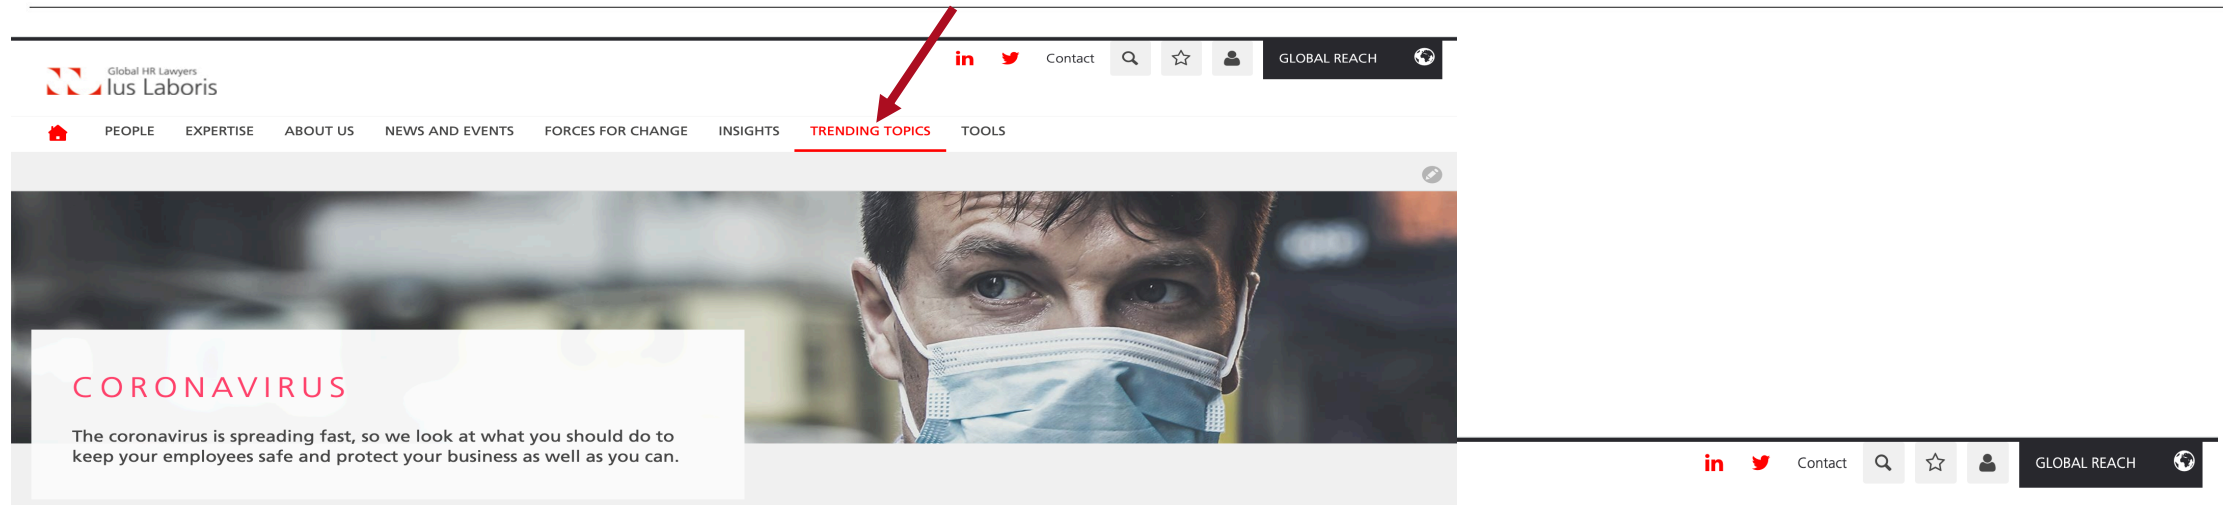 in Contact GLOBAL REACH
Global HR Lawyers
Ius Laboris
PEOPLE EXPERTISE ABOUT US NEWS AND EVENTS FORCES FOR CHANGE INSIGHTS TRENDING TOPICS TOOLS
CORONAVIRUS
The coronavirus is spreading fast, so we look at what you should do to
keep your employees safe and protect your business as well as you can.
in Contact GLOBAL REACH